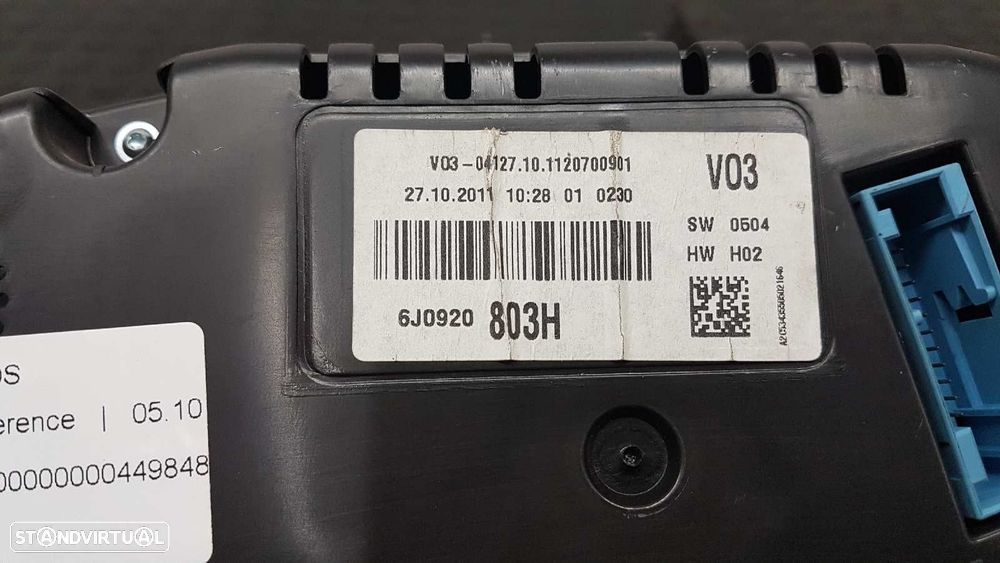 V03-04127.10.1120700901
27.10.2011 10:28 01 0230
6J0920 803H
V03
SW 0504
HW H02
OS
erence | 05.10
00000000449848
STANDVIRTUAL